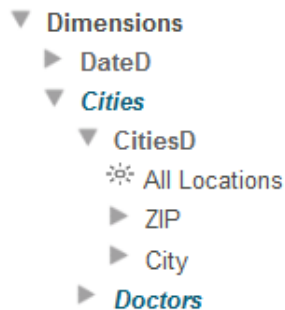 Dimensions
DateD
Cities
CitiesD
All Locations
ZIP
City
Doctors